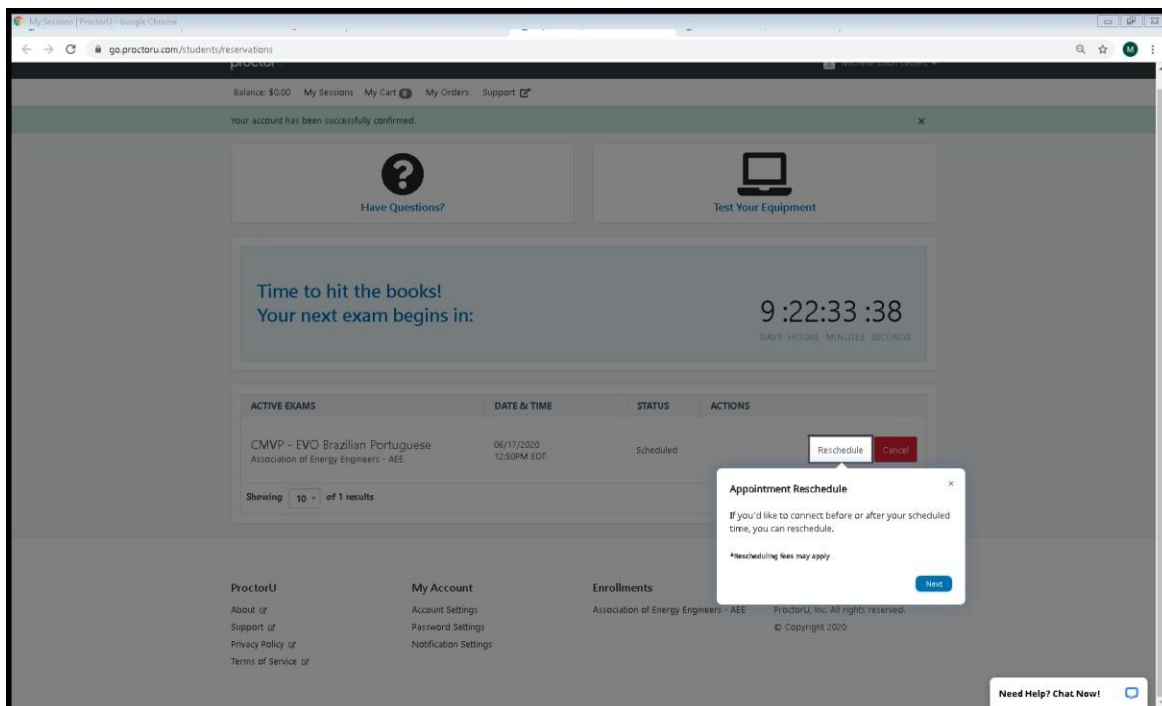 My Sessions | ProctorU - Google Chrome
go.proctoru.com/students/reservations
M
proctor
Balance: $0.00 My Sessions My Cart 0 My Orders Support
Your account has been successfully confirmed. ×
?
Have Questions?
Test Your Equipment
Time to hit the books!
Your next exam begins in:
9 :22:33 :38
DAYS HOURS MINUTES SECONDS
ACTIVE EXAMS DATE & TIME STATUS ACTIONS
CMVP - EVO Brazilian Portuguese
Association of Energy Engineers - AEE
06/17/2020
12:50PM EDT
Scheduled
Reschedule Cancel
Showing 10 of 1 results
Appointment Reschedule ×
If you'd like to connect before or after your scheduled
time, you can reschedule.
*Rescheduling fees may apply
Next
ProctorU
About
Support
Privacy Policy
Terms of Service
My Account
Account Settings
Password Settings
Notification Settings
Enrollments
Association of Energy Engineers - AEE
ProctorU, Inc. All rights reserved.
© Copyright 2020
Need Help? Chat Now!